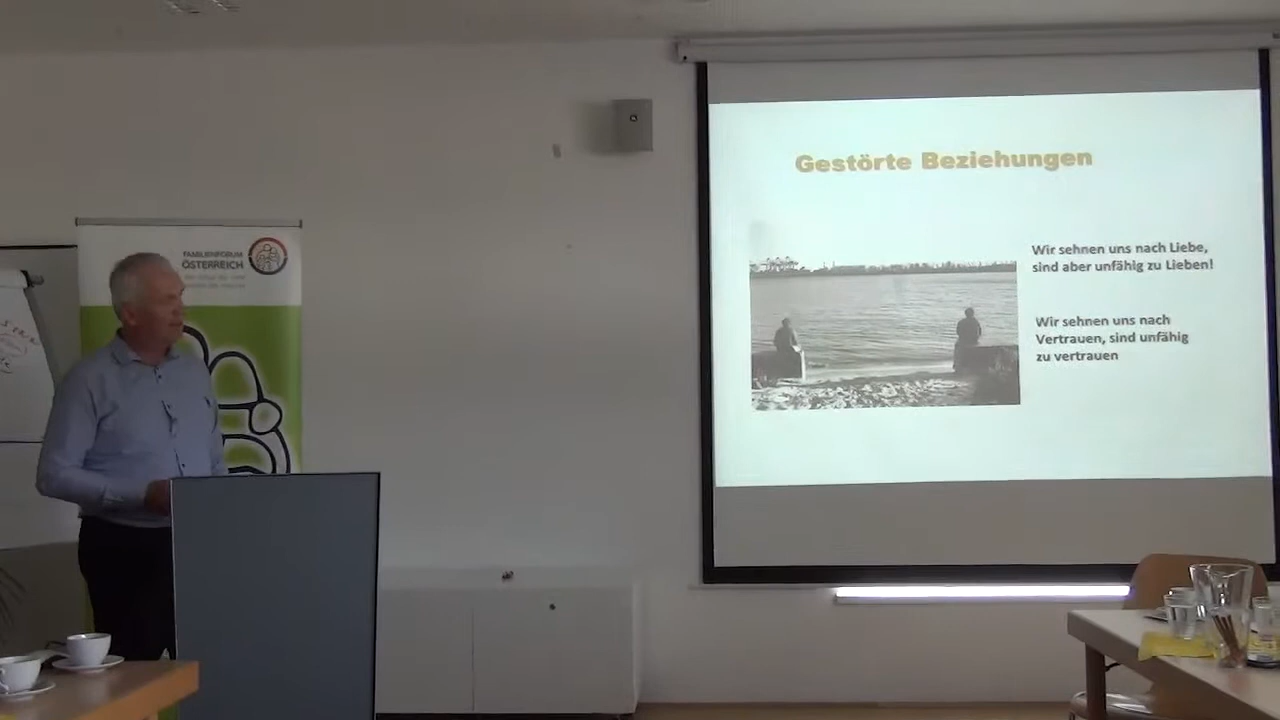 Gestörte Beziehungen
Wir sehnen uns nach Liebe,
sind aber unfähig zu Lieben!
Wir sehnen uns nach
Vertrauen, sind unfähig
zu vertrauen
FAMILIENFORUM
ÖSTERREICH